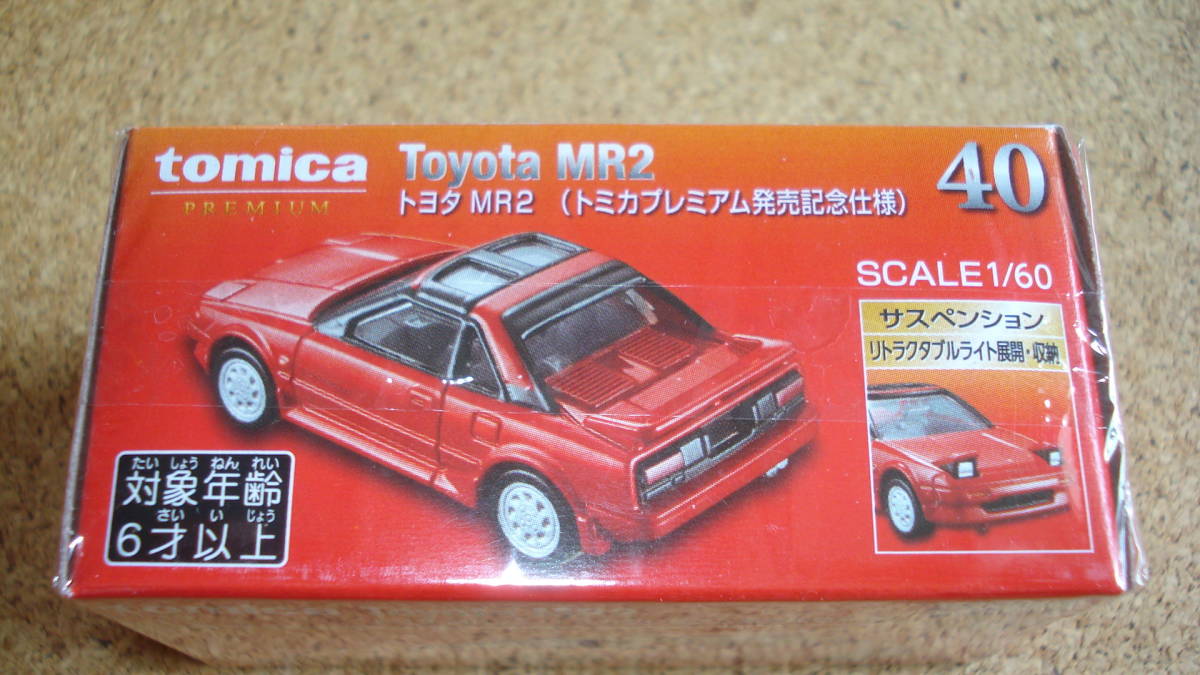 tomica
PREMIUM
Toyota MR2
トヨタ MR2 (トミカプレミアム発売記念仕様)
40
SCALE 1/60
サスペンション
リトラクタブルライト展開・収納
たい しょう ねん れい
対象年齢
さい い じょう
6才以上